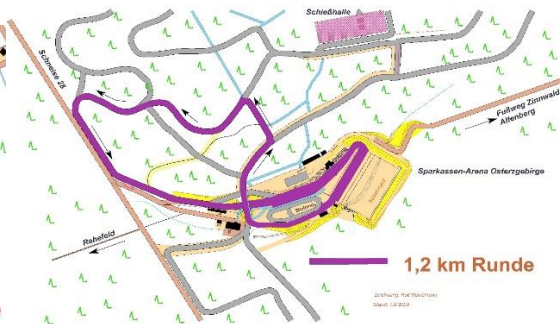 Schießhalle
Schneise 28
Fußweg Zinnwald
Altenberg
Sparkassen-Arena Osterzgebirge
Rehefeld
1,2 km Runde